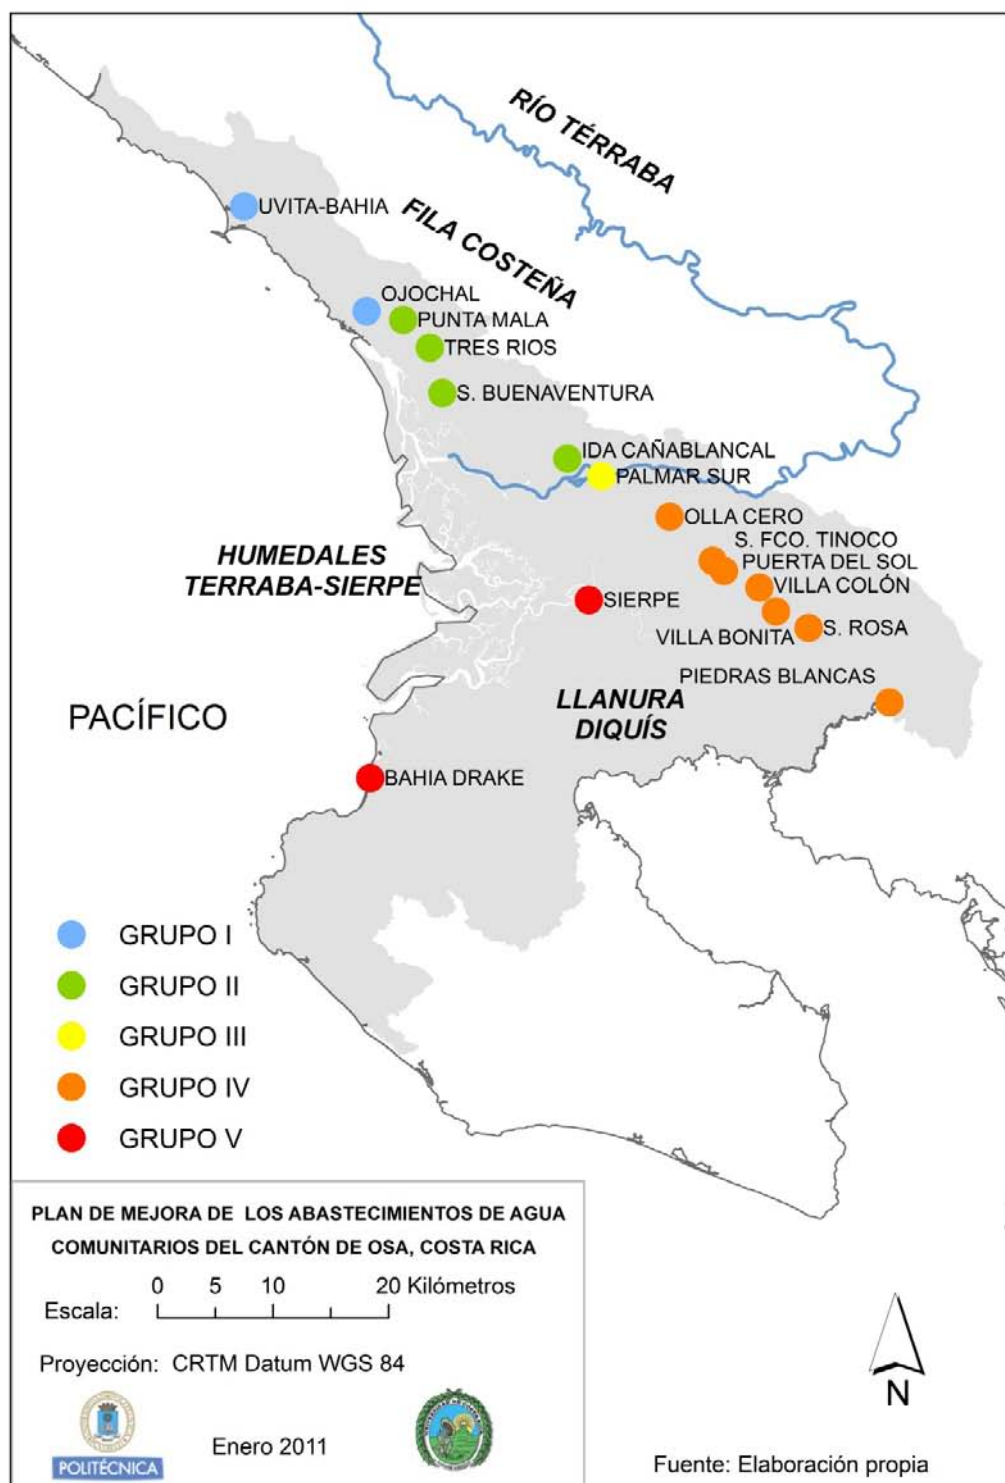 RÍO TÉRRABA
FILA COSTEÑA
UVITA-BAHIA
OJOCHAL
PUNTA MALA
TRES RIOS
S. BUENAVENTURA
IDA CAÑABLANCAL
PALMAR SUR
OLLA CERO
S. FCO. TINOCO
PUERTA DEL SOL
VILLA COLÓN
HUMEDALES
TERRABA-SIERPE
SIERPE
S. ROSA
VILLA BONITA
PIEDRAS BLANCAS
LLANURA
DIQUÍS
PACÍFICO
BAHIA DRAKE
GRUPO I
GRUPO II
GRUPO III
GRUPO IV
GRUPO V
PLAN DE MEJORA DE LOS ABASTECIMIENTOS DE AGUA
COMUNITARIOS DEL CANTÓN DE OSA, COSTA RICA
0 5 10 20 Kilómetros
Escala:
Proyección: CRTM Datum WGS 84
POLITÉCNICA
Enero 2011
N
Fuente: Elaboración propia